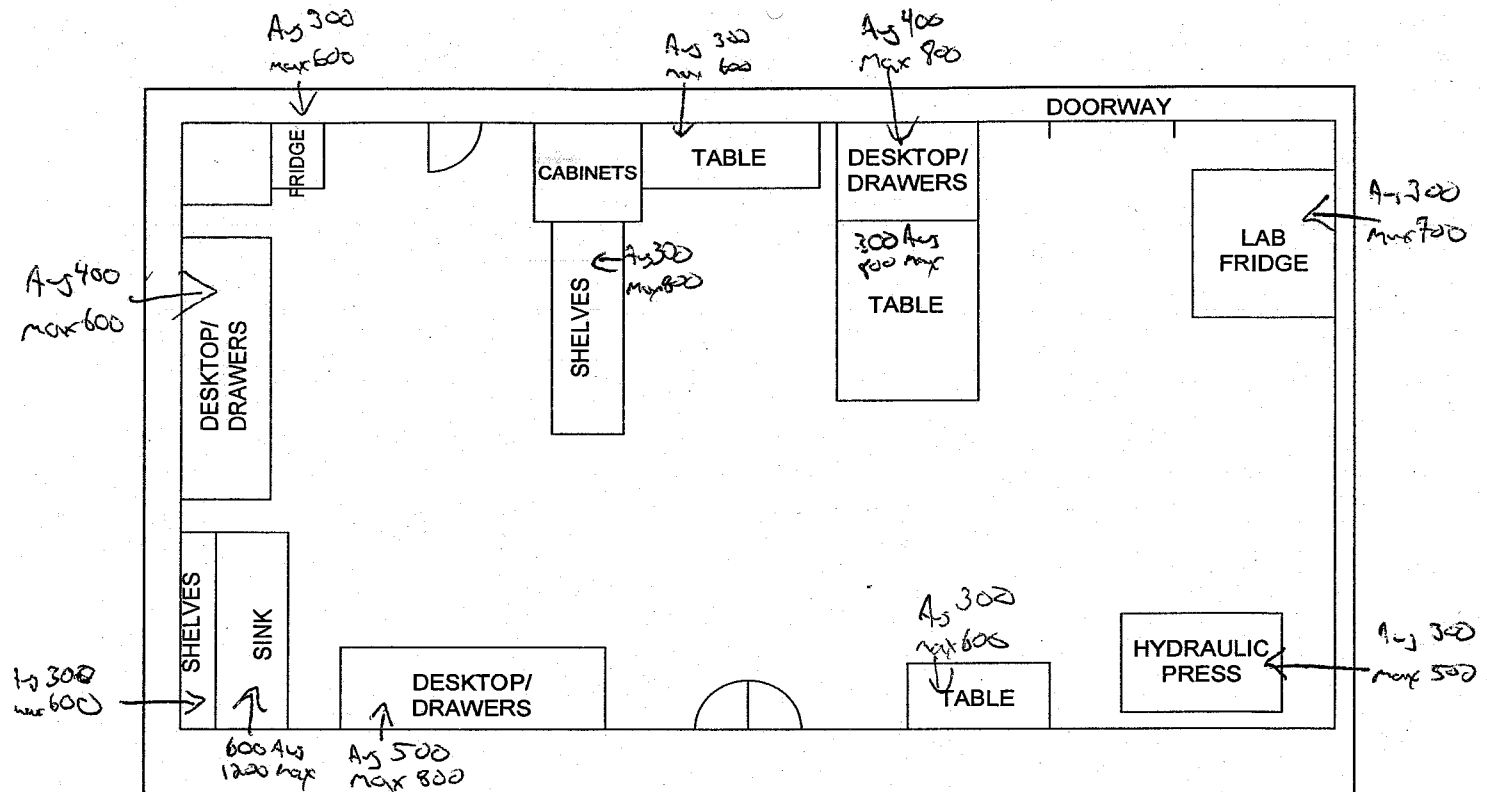 Avg 300
max 600
Avg 300
max 600
Avg 400
Max 800
DOORWAY
FRIDGE
CABINETS
TABLE
DESKTOP/
DRAWERS
Avg 300
max 700
LAB
FRIDGE
Avg 400
max 600
DESKTOP/
DRAWERS
SHELVES
Avg 300
Max 800
300 Avg
800 max
TABLE
SHELVES
SINK
Avg 300
max 600
600 Avg
1200 max
DESKTOP/
DRAWERS
Avg 500
Max 800
Avg 300
max 600
TABLE
HYDRAULIC
PRESS
Avg 300
max 500